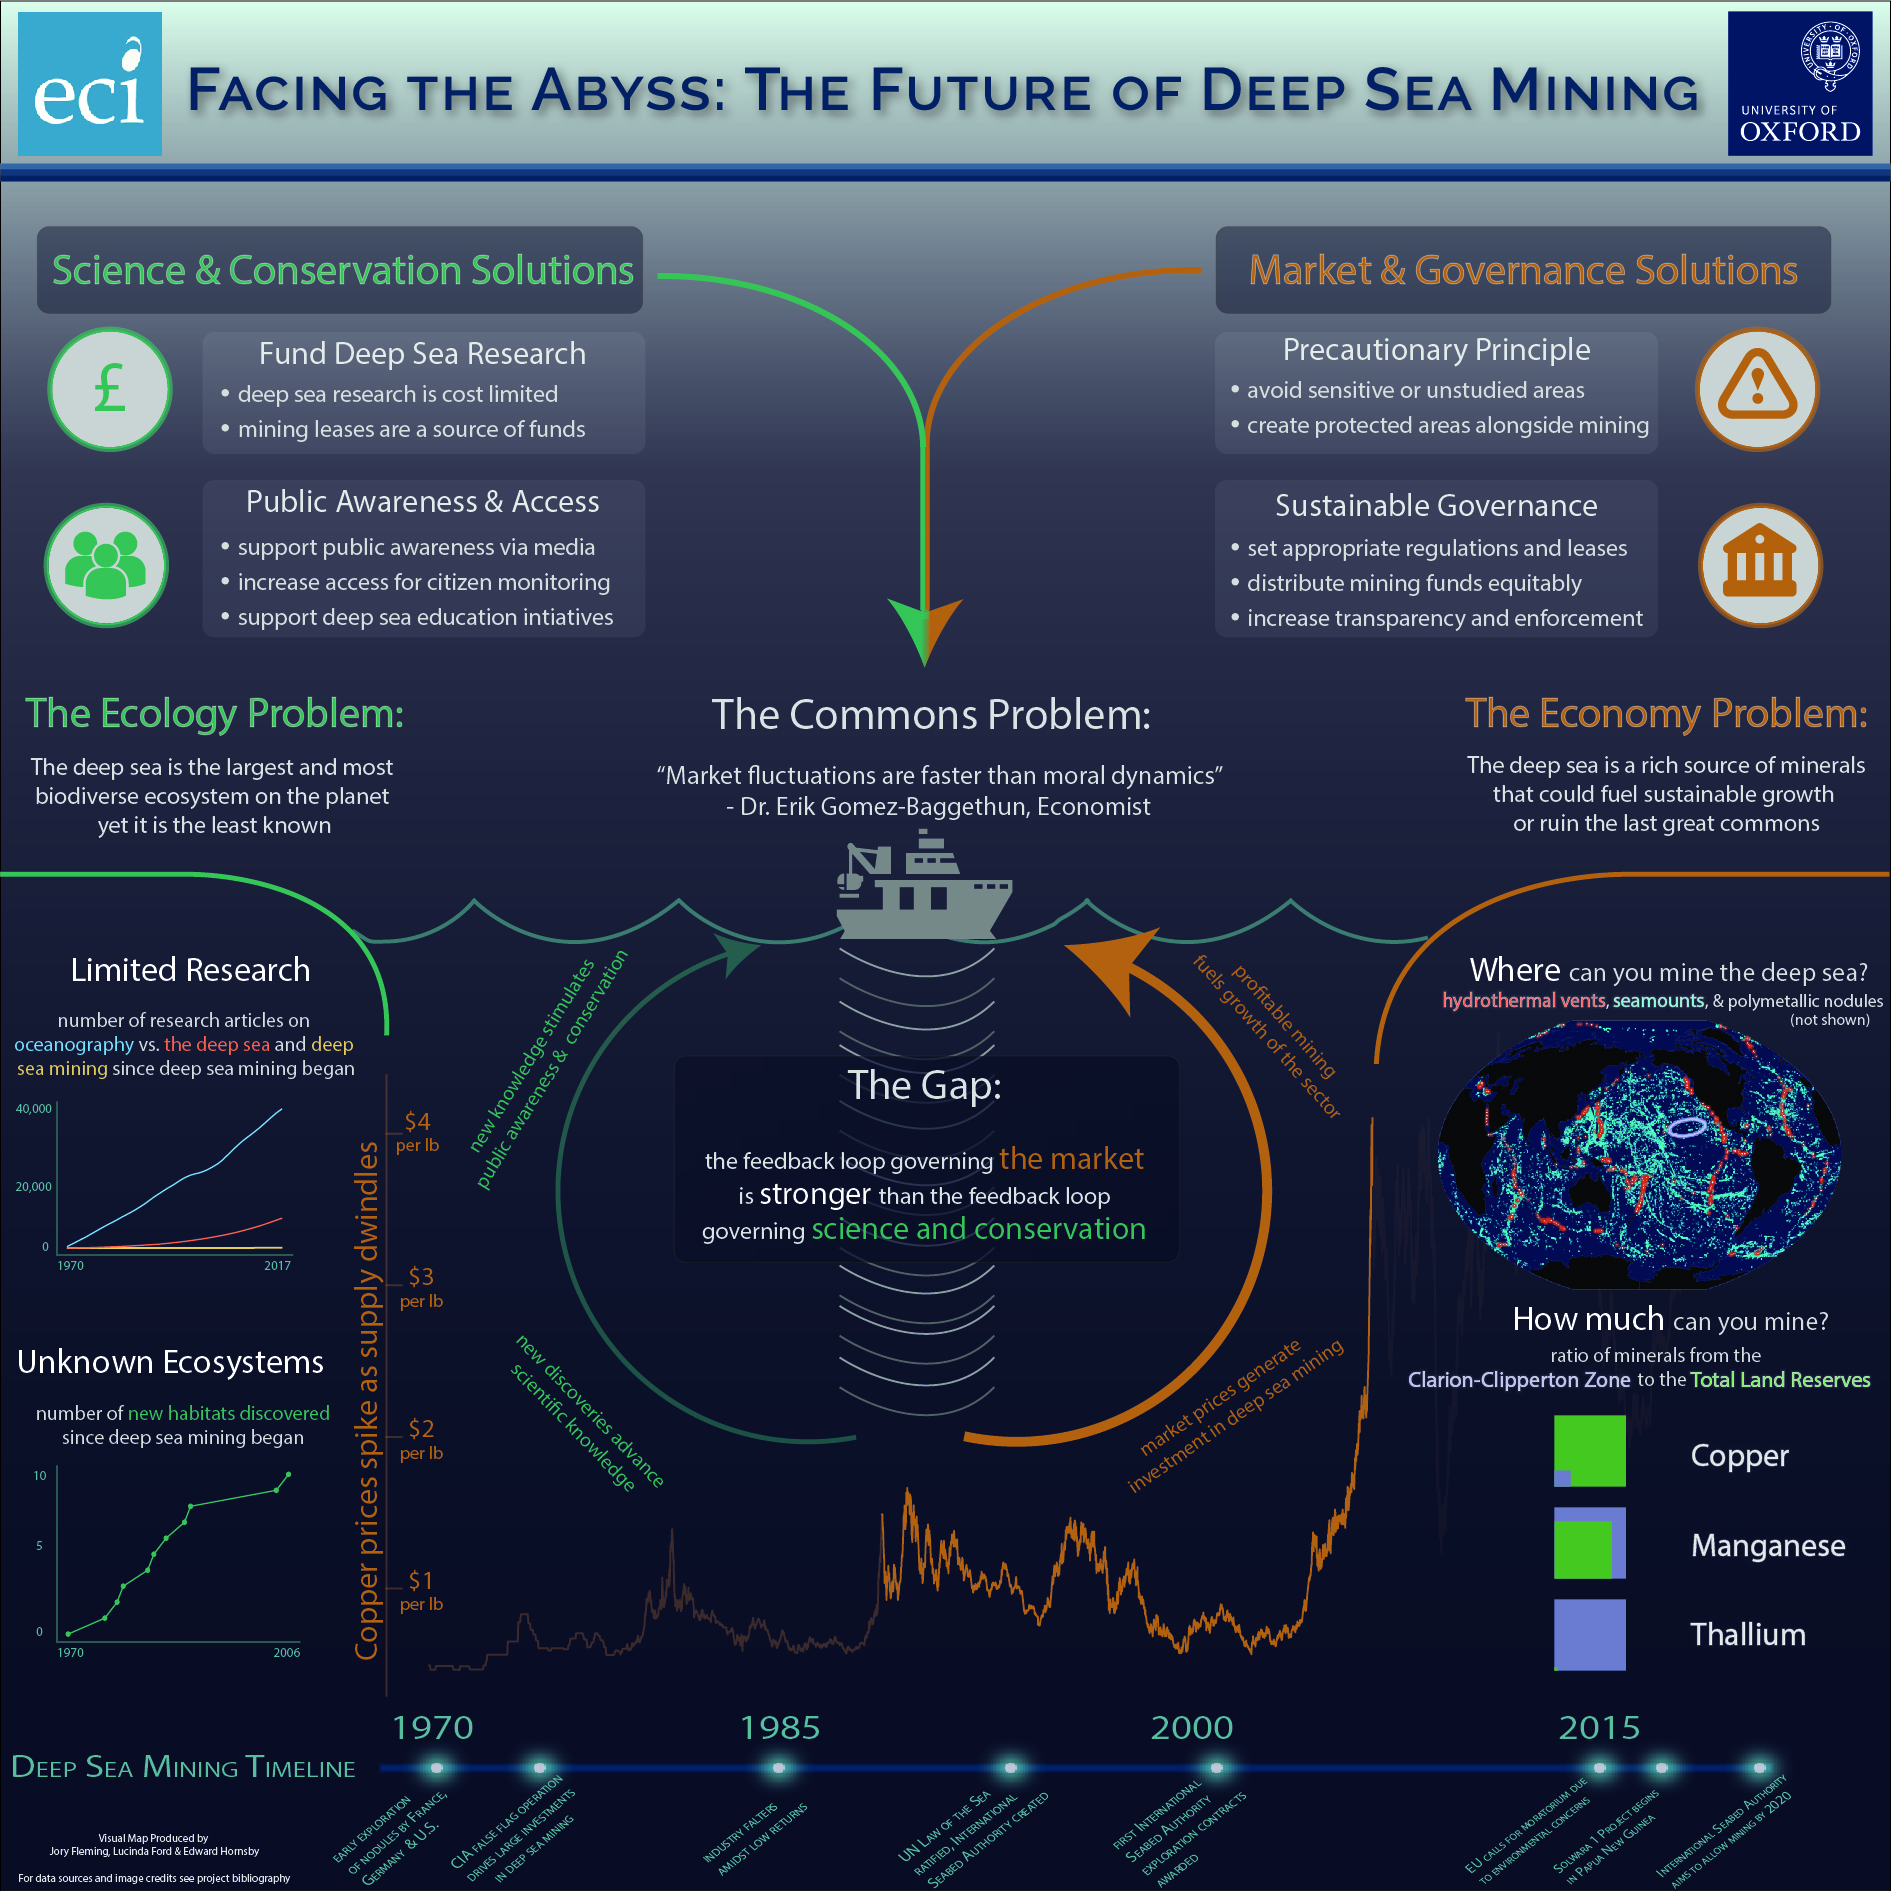 eci
FACING THE ABYSS: THE FUTURE OF DEEP SEA MINING
UNIVERSITY OF OXFORD
UNIVERSITY OF
OXFORD
Science & Conservation Solutions
£
Fund Deep Sea Research
• deep sea research is cost limited
• mining leases are a source of funds
Public Awareness & Access
• support public awareness via media
• increase access for citizen monitoring
• support deep sea education intiatives
Market & Governance Solutions
Precautionary Principle
• avoid sensitive or unstudied areas
• create protected areas alongside mining
Sustainable Governance
• set appropriate regulations and leases
• distribute mining funds equitably
• increase transparency and enforcement
The Ecology Problem:
The deep sea is the largest and most
biodiverse ecosystem on the planet
yet it is the least known
The Commons Problem:
“Market fluctuations are faster than moral dynamics”
- Dr. Erik Gomez-Baggethun, Economist
The Economy Problem:
The deep sea is a rich source of minerals
that could fuel sustainable growth
or ruin the last great commons
Limited Research
number of research articles on
oceanography vs. the deep sea and deep
sea mining since deep sea mining began
40,000
20,000
0
1970
2017
Unknown Ecosystems
number of new habitats discovered
since deep sea mining began
10
5
0
1970
2006
Copper prices spike as supply dwindles
$4
per lb
$3
per lb
$2
per lb
$1
per lb
new knowledge stimulates
public awareness & conservation
new discoveries advance
scientific knowledge
The Gap:
the feedback loop governing the market
is stronger than the feedback loop
governing science and conservation
profitable mining
fuels growth of the sector
market prices generate
investment in deep sea mining
Where can you mine the deep sea?
hydrothermal vents, seamounts, & polymetallic nodules
(not shown)
How much can you mine?
ratio of minerals from the
Clarion-Clipperton Zone to the Total Land Reserves
Copper
Manganese
Thallium
1970
1985
2000
2015
DEEP SEA MINING TIMELINE
EARLY EXPLORATION
OF NODULES BY FRANCE,
GERMANY & U.S.
CIA FALSE FLAG OPERATION
DRIVES LARGE INVESTMENTS
IN DEEP SEA MINING
INDUSTRY FALTERS
AMIDST LOW RETURNS
UN LAW OF THE SEA
RATIFIED, INTERNATIONAL
SEABED AUTHORITY CREATED
FIRST INTERNATIONAL
SEABED AUTHORITY
EXPLORATION CONTRACTS
AWARDED
EU CALLS FOR MORATORIUM DUE
TO ENVIRONMENTAL CONCERNS
SOLWARA 1 PROJECT BEGINS
IN PAPUA NEW GUINEA
INTERNATIONAL SEABED AUTHORITY
AIMS TO ALLOW MINING BY 2020
Visual Map Produced by
Jory Fleming, Lucinda Ford & Edward Hornsby
For data sources and image credits see project bibliography